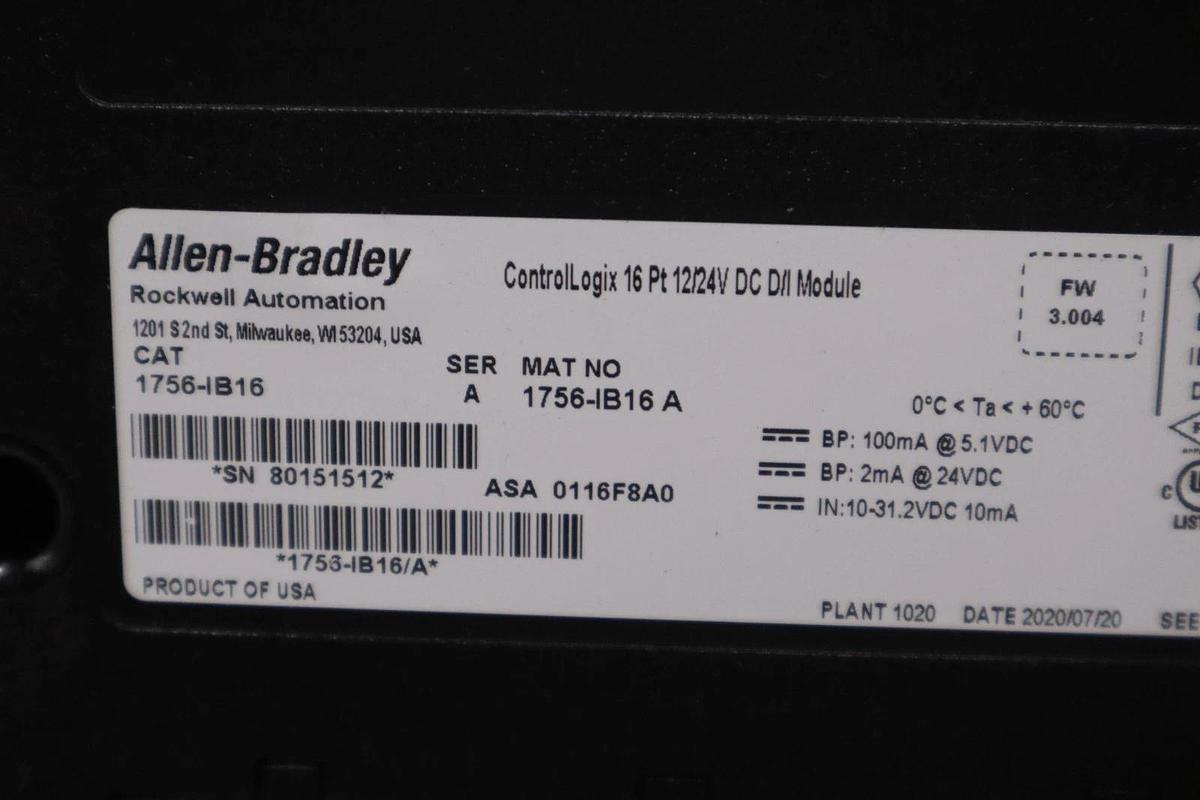 Allen-Bradley
Rockwell Automation
1201 S 2nd St, Milwaukee, WI 53204, USA
ControlLogix 16 Pt 12/24V DC D/I Module
FW
3.004
CAT
1756-IB16
SER
A
MAT NO
1756-IB16 A
0°C < Ta < + 60°C
BP: 100mA @ 5.1VDC
BP: 2mA @ 24VDC
IN:10-31.2VDC 10mA
*SN 80151512*
ASA 0116F8A0
*1756-IB16/A*
PRODUCT OF USA
PLANT 1020 DATE 2020/07/20 SEE
C
LIS